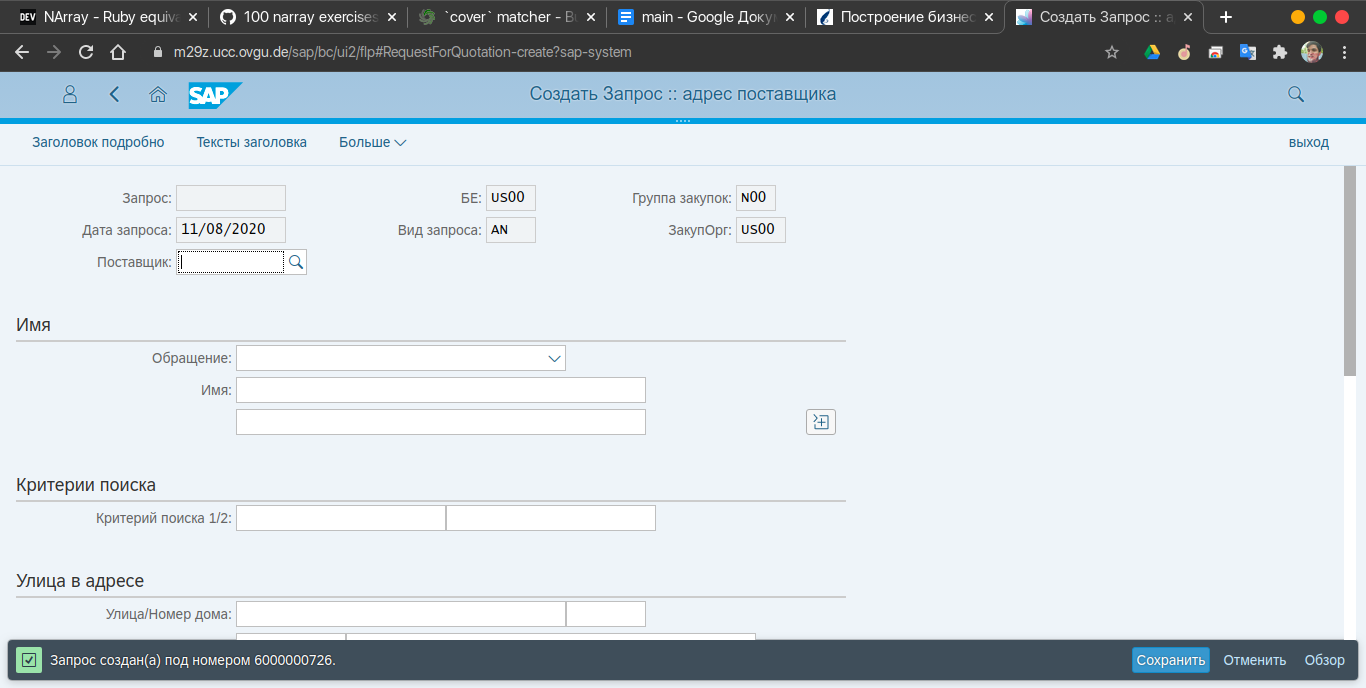 NArray - Ruby equiva
100 narray exercises
`cover` matcher - Bu
main - Google Доку
Построение бизнес
Создать Запрос :: а
m29z.ucc.ovgu.de/sap/bc/ui2/flp#RequestForQuotation-create?sap-system
SAP
Создать Запрос :: адрес поставщика
Заголовок подробно
Тексты заголовка
Больше
выход
Запрос:
БЕ: US00
Группа закупок: N00
Дата запроса: 11/08/2020
Вид запроса: AN
ЗакупОрг: US00
Поставщик:
Имя
Обращение:
Имя:
Критерии поиска
Критерий поиска 1/2:
Улица в адресе
Улица/Номер дома:
Запрос создан(а) под номером 6000000726.
Сохранить
Отменить
Обзор